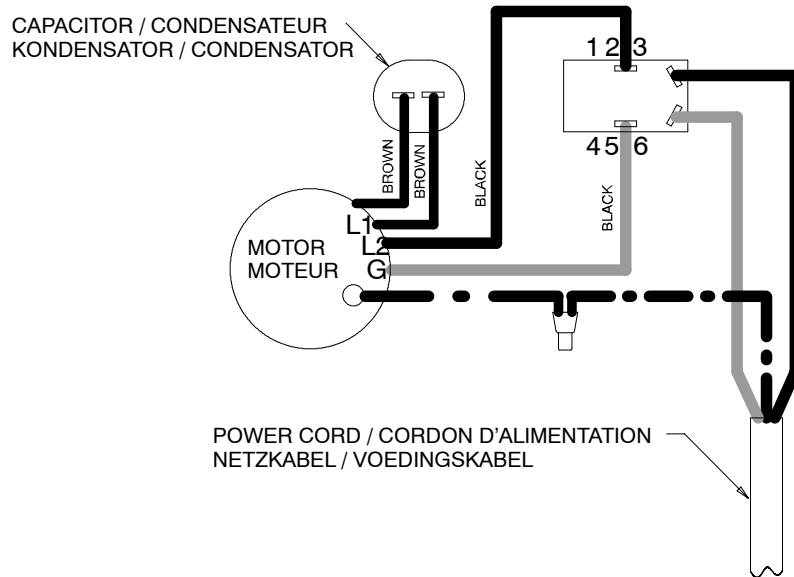 CAPACITOR / CONDENSATEUR
KONDENSATOR / CONDENSATOR
1 2 3
4 5 6
BROWN
BROWN
BLACK
BLACK
L1
L2
MOTOR
MOTEUR
G
POWER CORD / CORDON D'ALIMENTATION
NETZKABEL / VOEDINGSKABEL